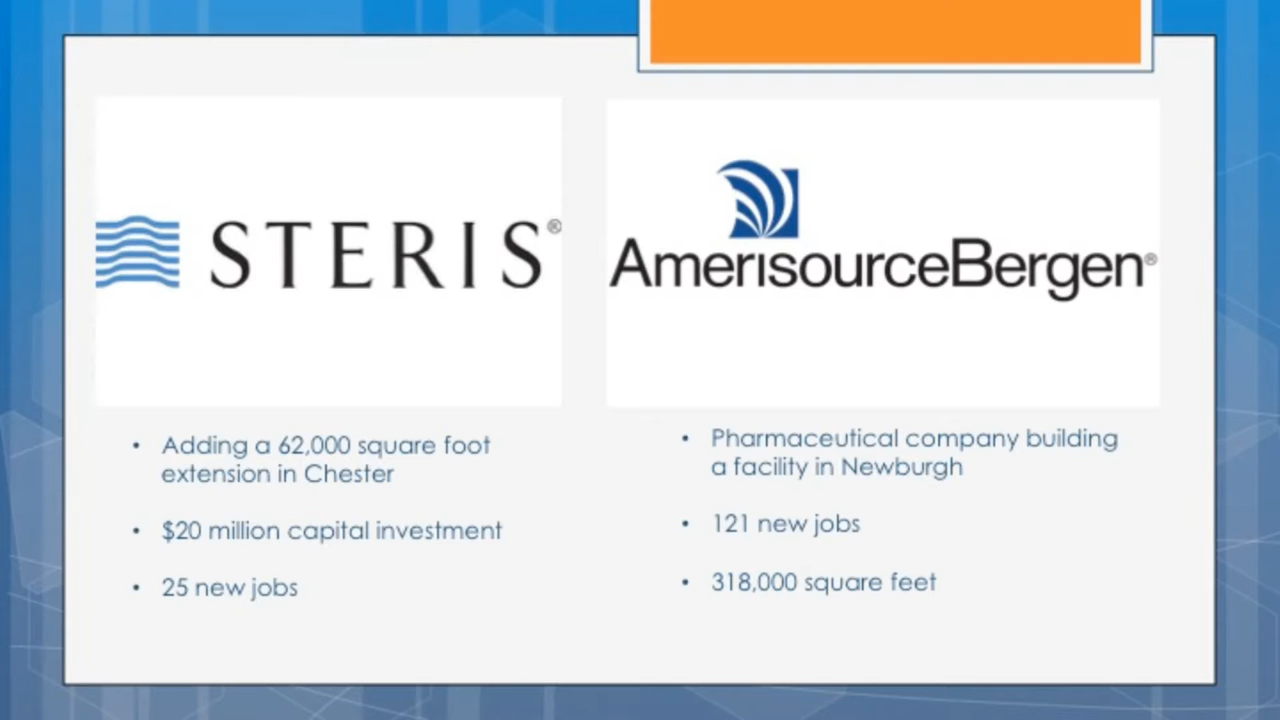 STERIS®
• Adding a 62,000 square foot
extension in Chester
• $20 million capital investment
• 25 new jobs
AmerisourceBergen®
• Pharmaceutical company building
a facility in Newburgh
• 121 new jobs
• 318,000 square feet